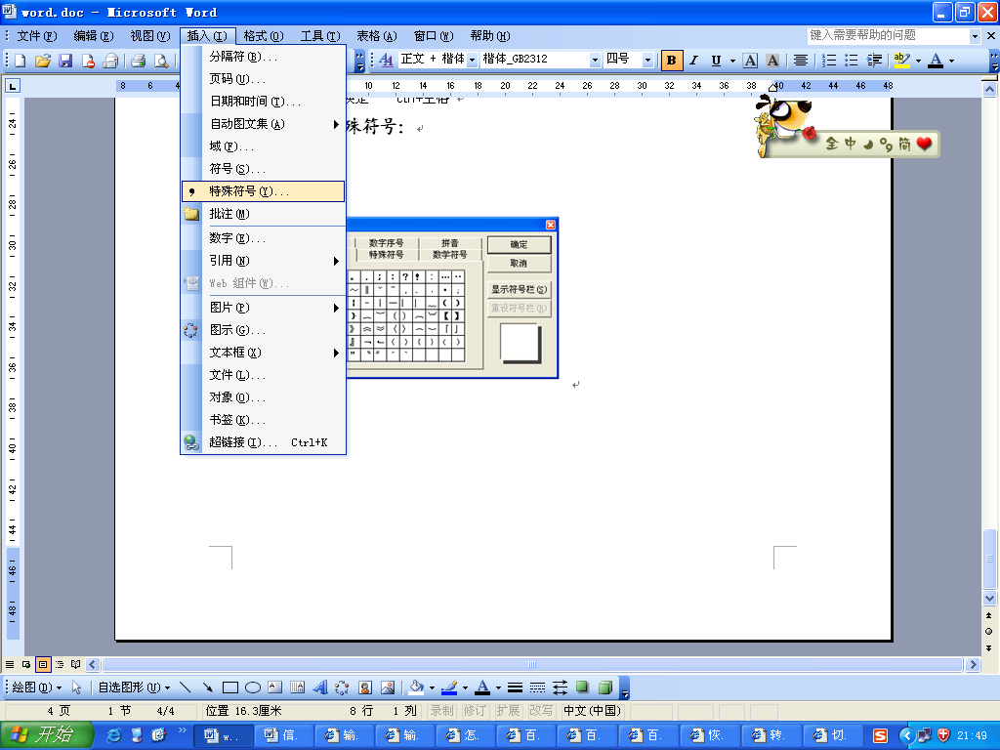 word.doc - Microsoft Word
文件(F) 编辑(E) 视图(V) 插入(I) 格式(O) 工具(T) 表格(A) 窗口(W) 帮助(H) 键入需要帮助的问题
正文 + 楷体 楷体_GB2312 四号 B I U A A
8 6 4 10 12 14 16 18 20 22 24 26 28 30 32 34 36 38 40 42 44 46 48
24 26 28 30 32 34 36 38 40 42 44 46 48
殊符号：
全 中 简
分隔符(B)...
页码(U)...
日期和时间(T)...
自动图文集(A)
域(F)...
符号(S)...
特殊符号(Y)...
批注(M)
数字(E)...
引用(N)
Web 组件(W)...
图片(P)
图示(G)...
文本框(X)
文件(L)...
对象(O)...
书签(K)...
超链接(I)... Ctrl+K
数字序号 拼音
特殊符号 数学符号
确定
取消
显示符号栏(S)
重设符号栏(R)
绘图(D) 自选图形(U)
4 页 1 节 4/4 位置 16.3厘米 8 行 1 列 录制 修订 扩展 改写 中文(中国)
开始 w.. 信. 输. 输. 怎. 百. 百. 百. 恢. 转. 切. 21:49